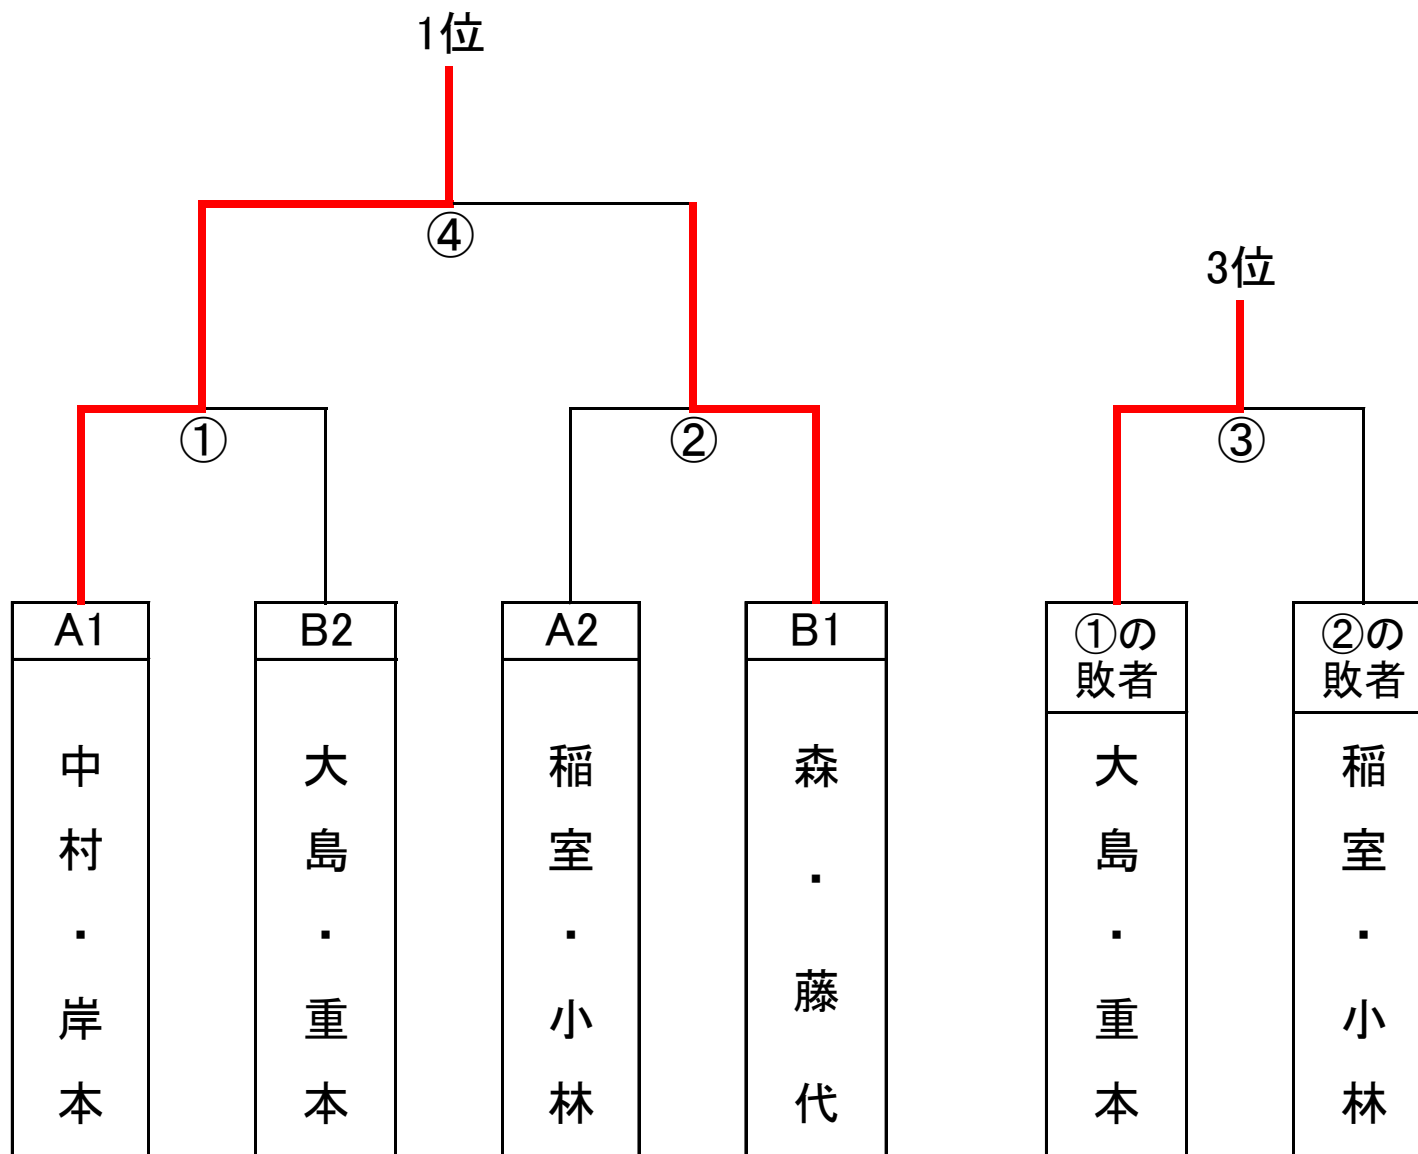 1位
④
3位
①
②
③
A1
B2
A2
B1
①の
敗者
②の
敗者
中村・岸本
大島・重本
稲室・小林
森・藤代
大島・重本
稲室・小林